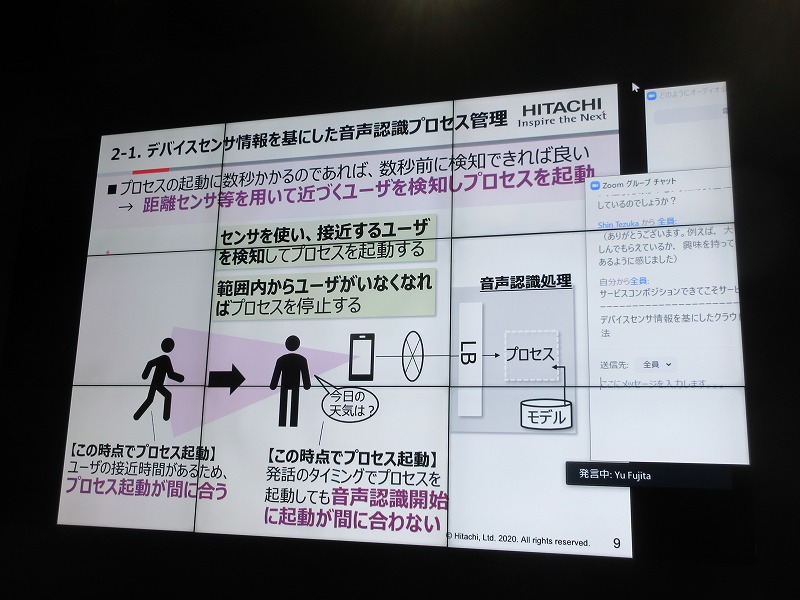 2-1. デバイスセンサ情報を基にした音声認識プロセス管理
HITACHI
Inspire the Next
■プロセスの起動に数秒かかるのであれば、数秒前に検知できれば良い
→ 距離センサ等を用いて近づくユーザを検知しプロセスを起動
センサを使い、接近するユーザ
を検知してプロセスを起動する
範囲内からユーザがいなくなれ
ばプロセスを停止する
音声認識処理
LB
プロセス
モデル
今日の
天気は？
【この時点でプロセス起動】
ユーザの接近時間があるため、
プロセス起動が間に合う
【この時点でプロセス起動】
発話のタイミングでプロセスを
起動しても音声認識開始
に起動が間に合わない
© Hitachi, Ltd. 2020. All rights reserved.
9
Zoom グループ チャット
しているのでしょうか？
Shin Tezuka から 全員:
（ありがとうございます。例えば、大
しんでもらえているか、興味を持って
あるように感じました）
自分から全員:
サービスコンポジションできてこそサービ
デバイスセンサ情報を基にしたクラウド
法
送信先: 全員
ここにメッセージを入力します...
発言中: Yu Fujita